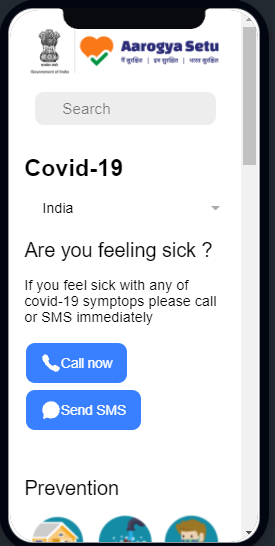 Aarogya Setu
मैं सुरक्षित | हम सुरक्षित | भारत सुरक्षित
Government of India
Search
Covid-19
India
Are you feeling sick ?
If you feel sick with any of
covid-19 symptops please call
or SMS immediately
Call now
Send SMS
Prevention